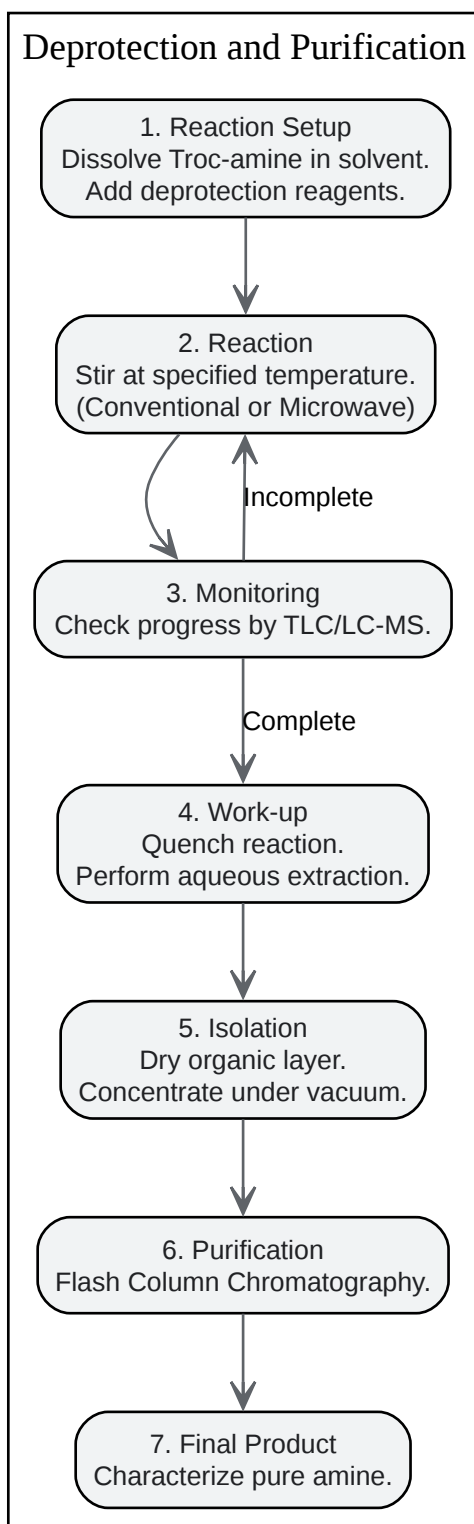 Deprotection and Purification
1. Reaction Setup
Dissolve Troc-amine in solvent.
Add deprotection reagents.
2. Reaction
Stir at specified temperature.
(Conventional or Microwave)
Incomplete
3. Monitoring
Check progress by TLC/LC-MS.
Complete
4. Work-up
Quench reaction.
Perform aqueous extraction.
5. Isolation
Dry organic layer.
Concentrate under vacuum.
6. Purification
Flash Column Chromatography.
7. Final Product
Characterize pure amine.